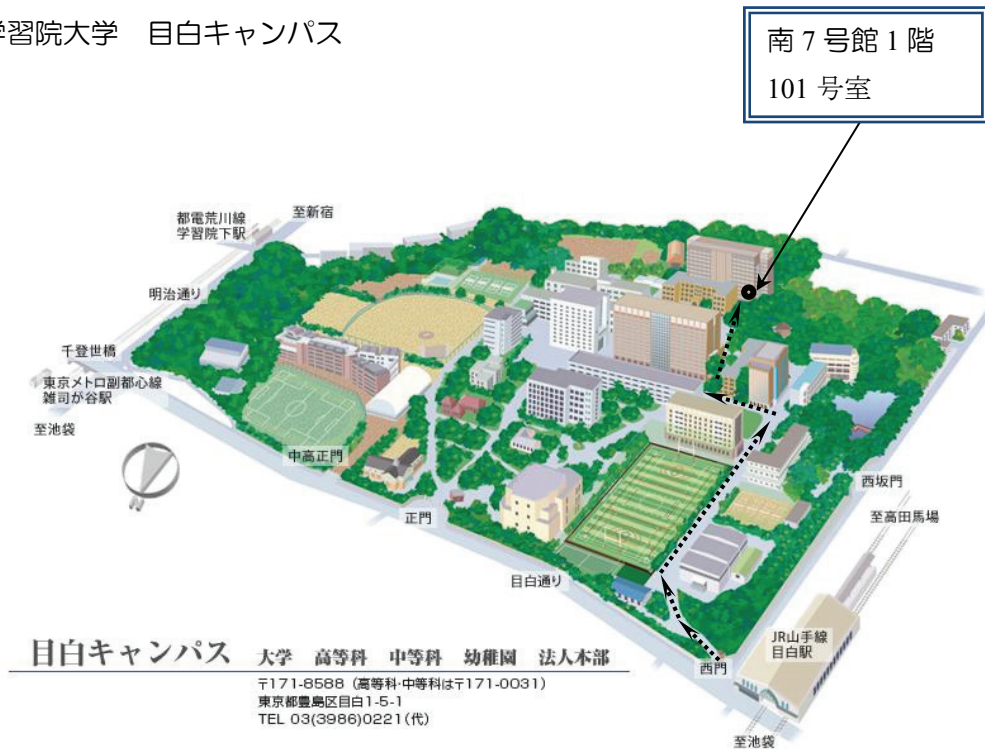 学習院大学　目白キャンパス
南 7 号館 1 階
101 号室
都電荒川線
学習院下駅
至新宿
明治通り
千登世橋
東京メトロ副都心線
雑司が谷駅
至池袋
中高正門
正門
目白通り
西坂門
至高田馬場
JR山手線
目白駅
西門
至池袋
目白キャンパス 大学 高等科 中等科 幼稚園 法人本部
〒171-8588（高等科・中等科は〒171-0031）
東京都豊島区目白1-5-1
TEL 03(3986)0221(代)